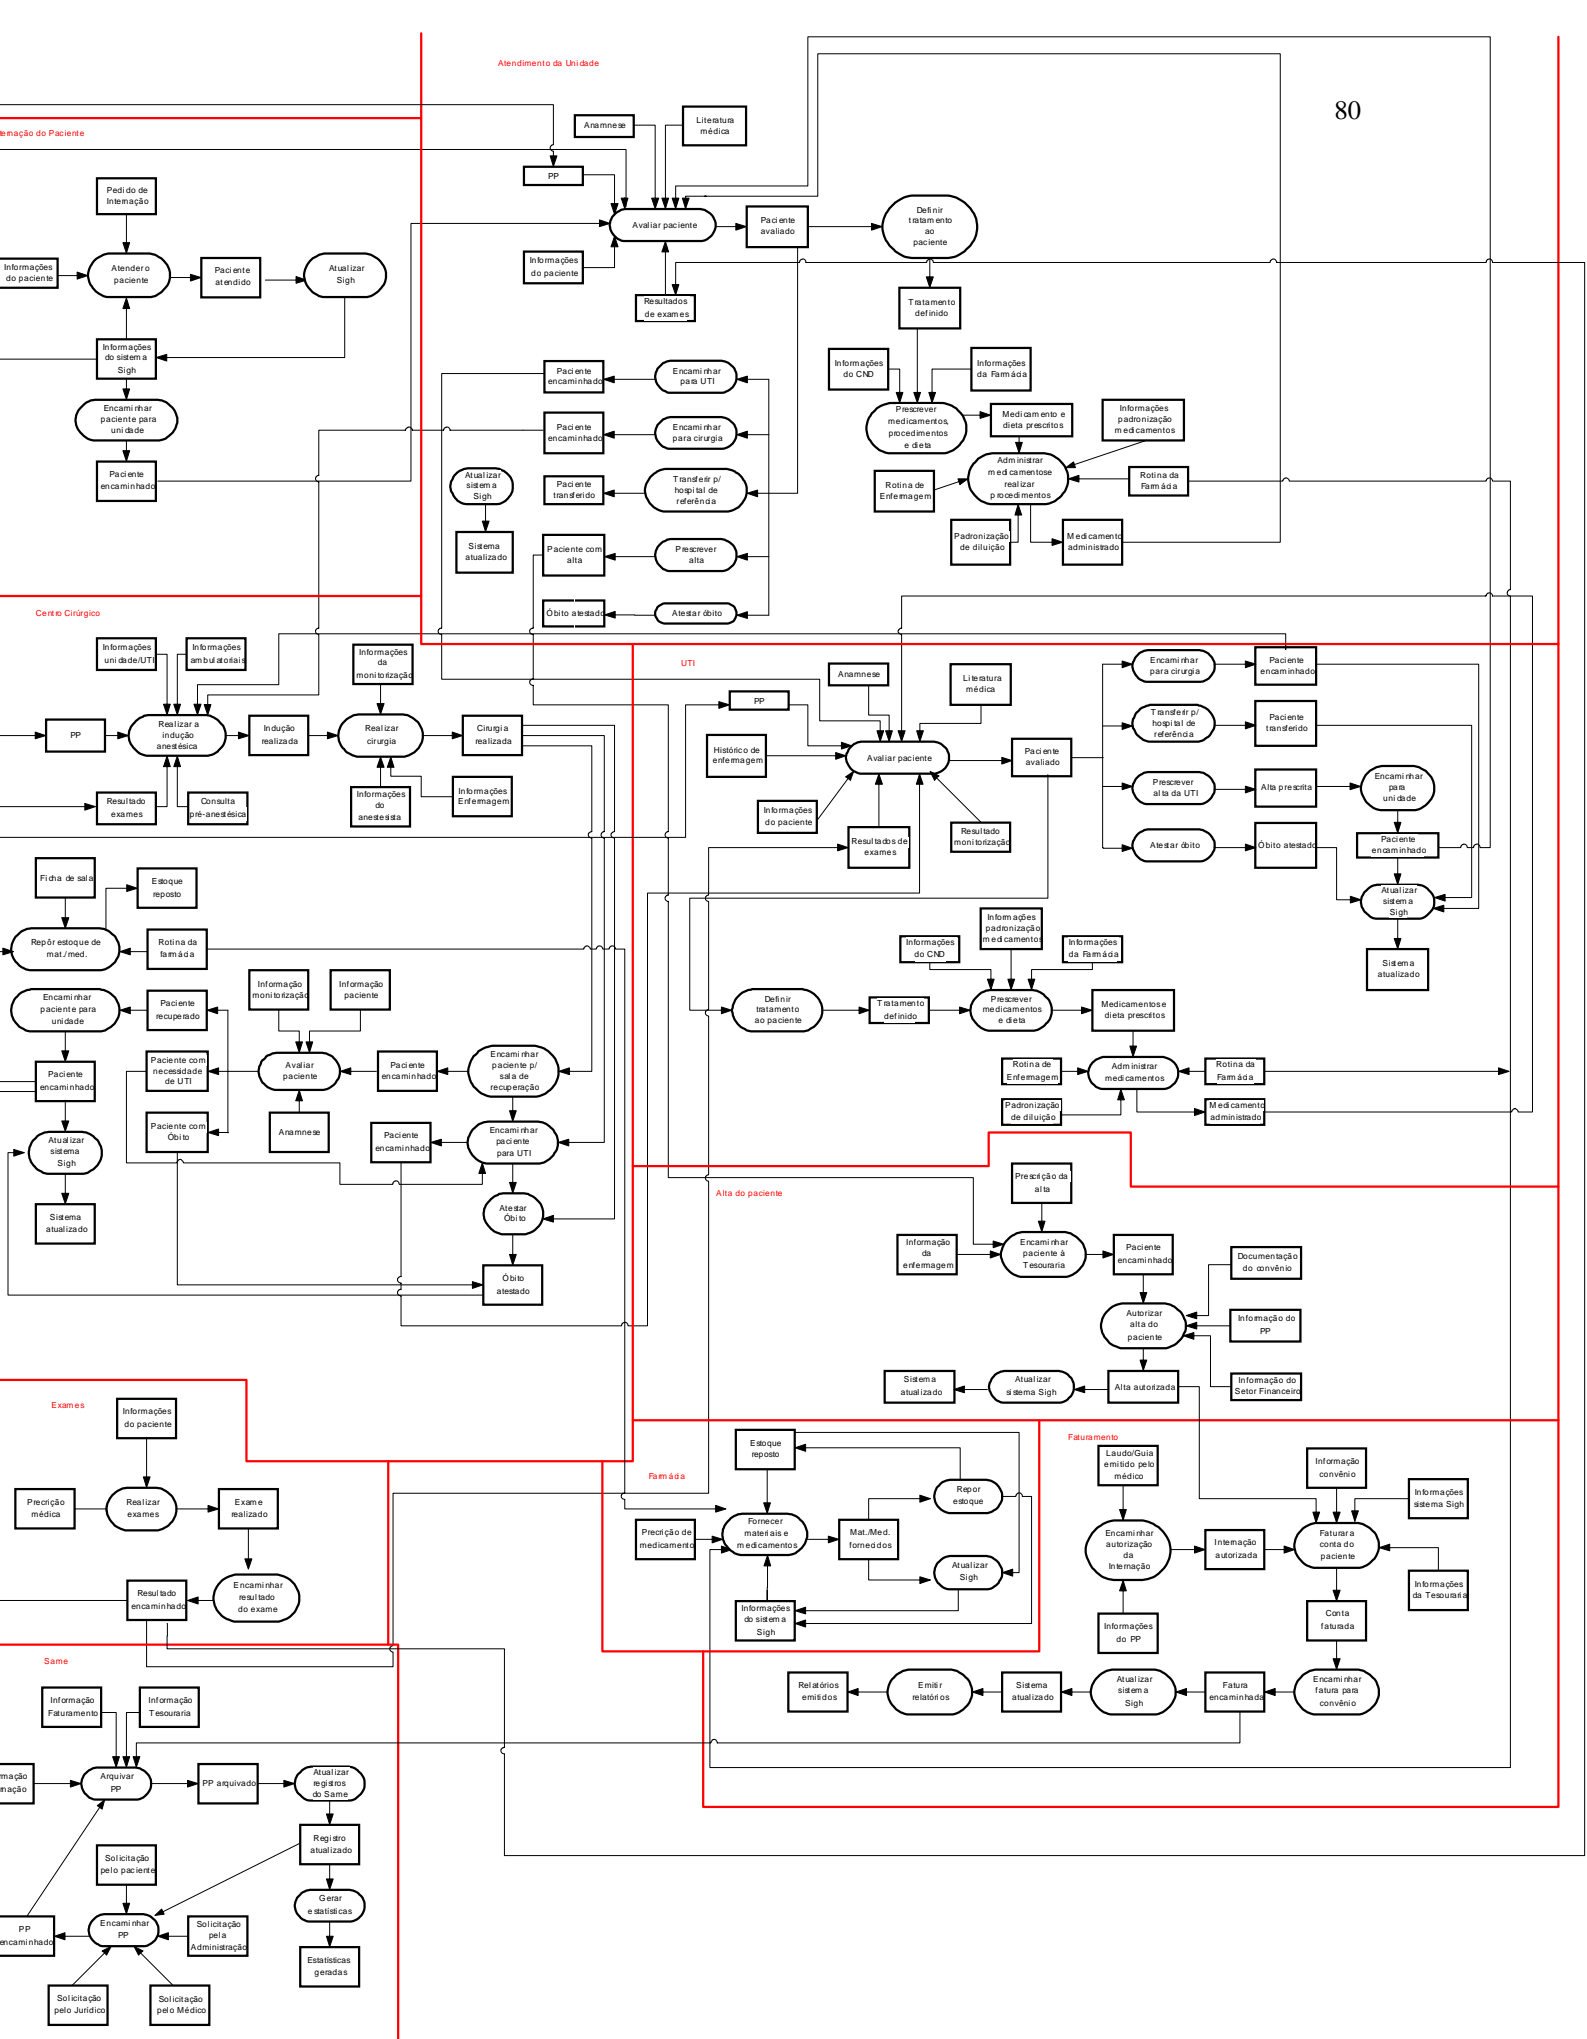 Atendimento da Unidade
80
ternação do Paciente
Anamnese
Literatura
médica
PP
Pedido de
Internação
Avaliar paciente
Paciente
avaliado
Definir
tratamento
ao
paciente
Informações
do paciente
Atender o
paciente
Paciente
atendido
Atualizar
Sigh
Informações
do paciente
Resultados
de exames
Tratamento
definido
Informações
do sistema
Sigh
Informações
do CND
Informações
da Farmácia
Paciente
encaminhado
Encaminhar
para UTI
Encaminhar
paciente para
unidade
Paciente
encaminhado
Encaminhar
para cirurgia
Prescrever
medicamentos,
procedimentos
e dieta
Medicamento e
dieta prescritos
Informações
padronização
medicamentos
Paciente
encaminhado
Atualizar
sistema
Sigh
Paciente
transferido
Transferir p/
hospital de
referência
Rotina de
Enfermagem
Administrar
medicamentos e
realizar
procedimentos
Rotina da
Farmácia
Sistema
atualizado
Paciente com
alta
Prescrever
alta
Padronização
de diluição
Medicamento
administrado
Óbito atestado
Atestar óbito
Centro Cirúrgico
Informações
unidade/UTI
Informações
ambulatoriais
Informações
da
monitorização
UTI
Anamnese
Literatura
médica
Encaminhar
para cirurgia
Paciente
encaminhado
PP
PP
Realizar a
indução
anestésica
Indução
realizada
Realizar
cirurgia
Cirurgia
realizada
Transferir p/
hospital de
referência
Paciente
transferido
Histórico de
enfermagem
Avaliar paciente
Paciente
avaliado
Prescrever
alta da UTI
Alta prescrita
Encaminhar
para
unidade
Resultado
exames
Consulta
pré-anestésica
Informações
do
anestesista
Informações
Enfermagem
Informações
do paciente
Resultados de
exames
Resultado
monitorização
Atestar óbito
Óbito atestado
Paciente
encaminhado
Ficha de sala
Estoque
reposto
Atualizar
sistema
Sigh
Repôr estoque de
mat./med.
Rotina da
farmácia
Informações
do CND
Informações
padronização
medicamentos
Informações
da Farmácia
Sistema
atualizado
Informação
monitorização
Informação
paciente
Encaminhar
paciente para
unidade
Paciente
recuperado
Definir
tratamento
ao paciente
Tratamento
definido
Prescrever
medicamentos
e dieta
Medicamentos e
dieta prescritos
Paciente
encaminhado
Paciente com
necessidade
de UTI
Avaliar
paciente
Paciente
encaminhado
Encaminhar
paciente p/
sala de
recuperação
Rotina de
Enfermagem
Administrar
medicamentos
Rotina da
Farmácia
Padronização
de diluição
Medicamento
administrado
Paciente com
Óbito
Anamnese
Paciente
encaminhado
Encaminhar
paciente
para UTI
Atualizar
sistema
Sigh
Sistema
atualizado
Atestar
Óbito
Óbito
atestado
Alta do paciente
Prescrição da
alta
Informação
da
enfermagem
Encaminhar
paciente à
Tesouraria
Paciente
encaminhado
Documentação
do convênio
Autorizar
alta do
paciente
Informação do
PP
Sistema
atualizado
Atualizar
sistema Sigh
Alta autorizada
Informação do
Setor Financeiro
Exames
Informações
do paciente
Precrição
médica
Realizar
exames
Exame
realizado
Resultado
encaminhado
Encaminhar
resultado
do exame
Farmácia
Estoque
reposto
Repor
estoque
Precrição de
medicamento
Fornecer
materiais e
medicamentos
Mat./Med.
fornecidos
Atualizar
Sigh
Informações
do sistema
Sigh
Faturamento
Laudo/Guia
emitido pelo
médico
Informação
convênio
Informações
sistema Sigh
Encaminhar
autorização
da
Internação
Internação
autorizada
Faturar a
conta do
paciente
Informações
da Tesouraria
Informações
do PP
Conta
faturada
Relatórios
emitidos
Emitir
relatórios
Sistema
atualizado
Atualizar
sistema
Sigh
Fatura
encaminhada
Encaminhar
fatura para
convênio
Same
Informação
Faturamento
Informação
Tesouraria
mação
rnação
Arquivar
PP
PP arquivado
Atualizar
registros
do Same
Registro
atualizado
Solicitação
pelo paciente
Gerar
estatísticas
PP
encaminhado
Encaminhar
PP
Solicitação
pela
Administração
Estatísticas
geradas
Solicitação
pelo Jurídico
Solicitação
pelo Médico